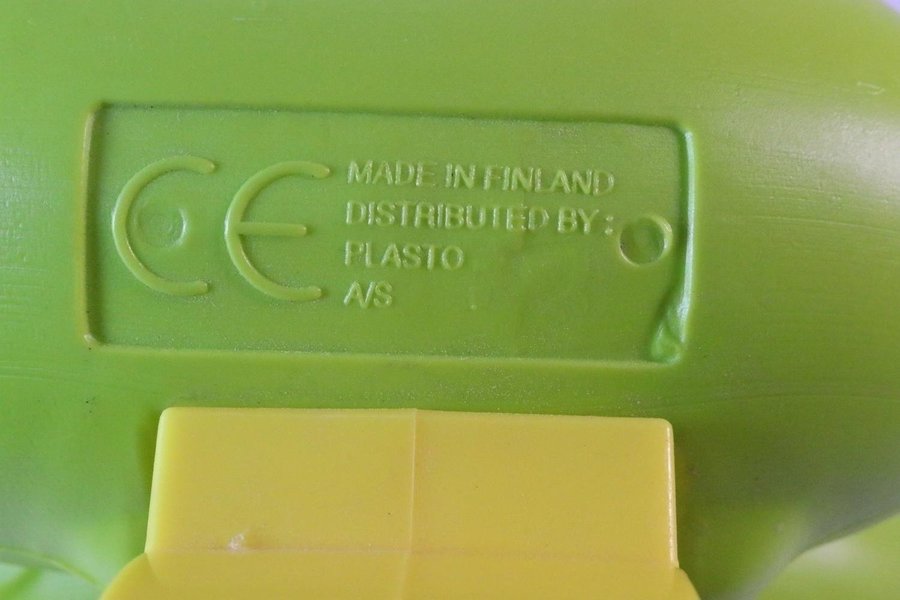 CE
MADE IN FINLAND
DISTRIBUTED BY:
PLASTO
A/S